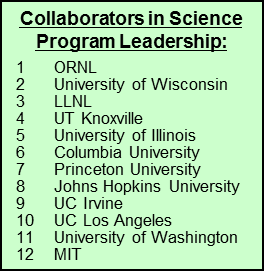 Collaborators in Science
Program Leadership:
1 ORNL
2 University of Wisconsin
3 LLNL
4 UT Knoxville
5 University of Illinois
6 Columbia University
7 Princeton University
8 Johns Hopkins University
9 UC Irvine
10 UC Los Angeles
11 University of Washington
12 MIT